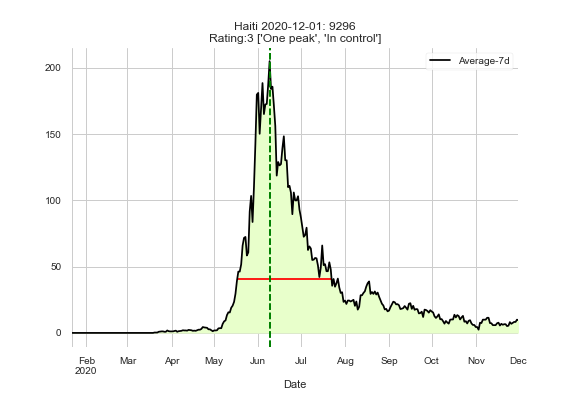 Haiti 2020-12-01: 9296
Rating:3 ['One peak', 'In control']
Average-7d
200
150
100
50
0
Feb Mar Apr May Jun Jul Aug Sep Oct Nov Dec
2020
Date